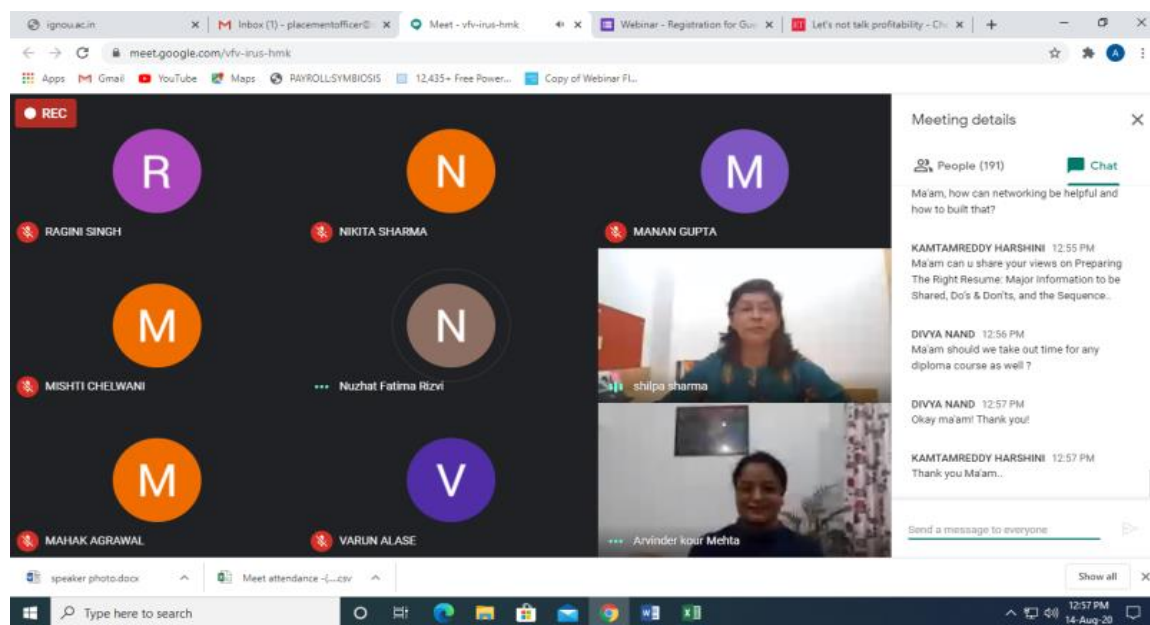 ignou.ac.in
Inbox (1) - placementofficer@
Meet - vfv-irus-hmk
Webinar - Registration for Gu
Let's not talk profitability - Ch
meet.google.com/vfv-irus-hmk
A
Apps
Gmail
YouTube
Maps
PAYROLL:SYMBIOSIS
12,435+ Free Power...
Copy of Webinar Fl...
REC
R
RAGINI SINGH
N
NIKITA SHARMA
M
MANAN GUPTA
M
MISHTI CHELWANI
N
Nuzhat Fatima Rizvi
shilpa sharma
M
MAHAK AGRAWAL
V
VARUN ALASE
Arvinder kour Mehta
Meeting details
People (191)
Chat
Ma'am, how can networking be helpful and
how to built that?
KAMTAMREDDY HARSHINI 12:55 PM
Ma'am can u share your views on Preparing
The Right Resume: Major Information to be
Shared, Do's & Don'ts, and the Sequence..
DIVYA NAND 12:56 PM
Ma'am should we take out time for any
diploma course as well ?
DIVYA NAND 12:57 PM
Okay ma'am! Thank you!
KAMTAMREDDY HARSHINI 12:57 PM
Thank you Ma'am..
Send a message to everyone
speaker photo.docx
Meet attendance -(....csv
Show all
Type here to search
12:57 PM
14-Aug-20